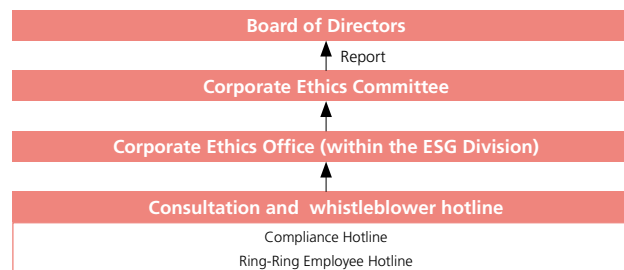 Board of Directors
Report
Corporate Ethics Committee
Corporate Ethics Office (within the ESG Division)
Consultation and whistleblower hotline
Compliance Hotline
Ring-Ring Employee Hotline